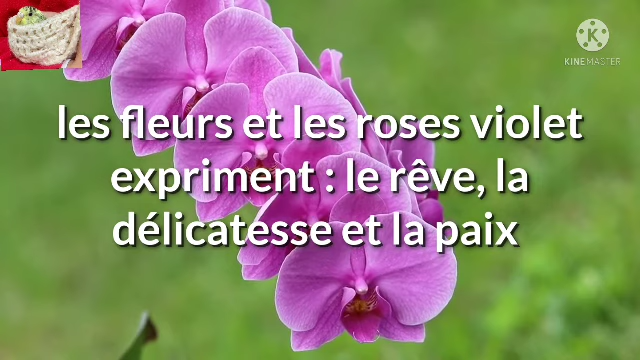 KINEMASTER
les fleurs et les roses violet
expriment : le rêve, la
délicatesse et la paix